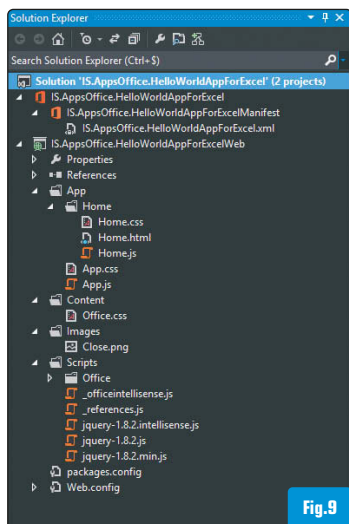 Solution Explorer
Search Solution Explorer (Ctrl+$)
Solution "IS.AppsOffice.HelloWorldAppForExcel" (2 projects)
IS.AppsOffice.HelloWorldAppForExcel
IS.AppsOffice.HelloWorldAppForExcelManifest
IS.AppsOffice.HelloWorldAppForExcel.xml
IS.AppsOffice.HelloWorldAppForExcelWeb
Properties
References
App
Home
Home.css
Home.html
Home.js
App.css
App.js
Content
Office.css
Images
Close.png
Scripts
Office
_officeintellisense.js
_references.js
jquery-1.8.2.intellisense.js
jquery-1.8.2.js
jquery-1.8.2.min.js
packages.config
Web.config
Fig.9